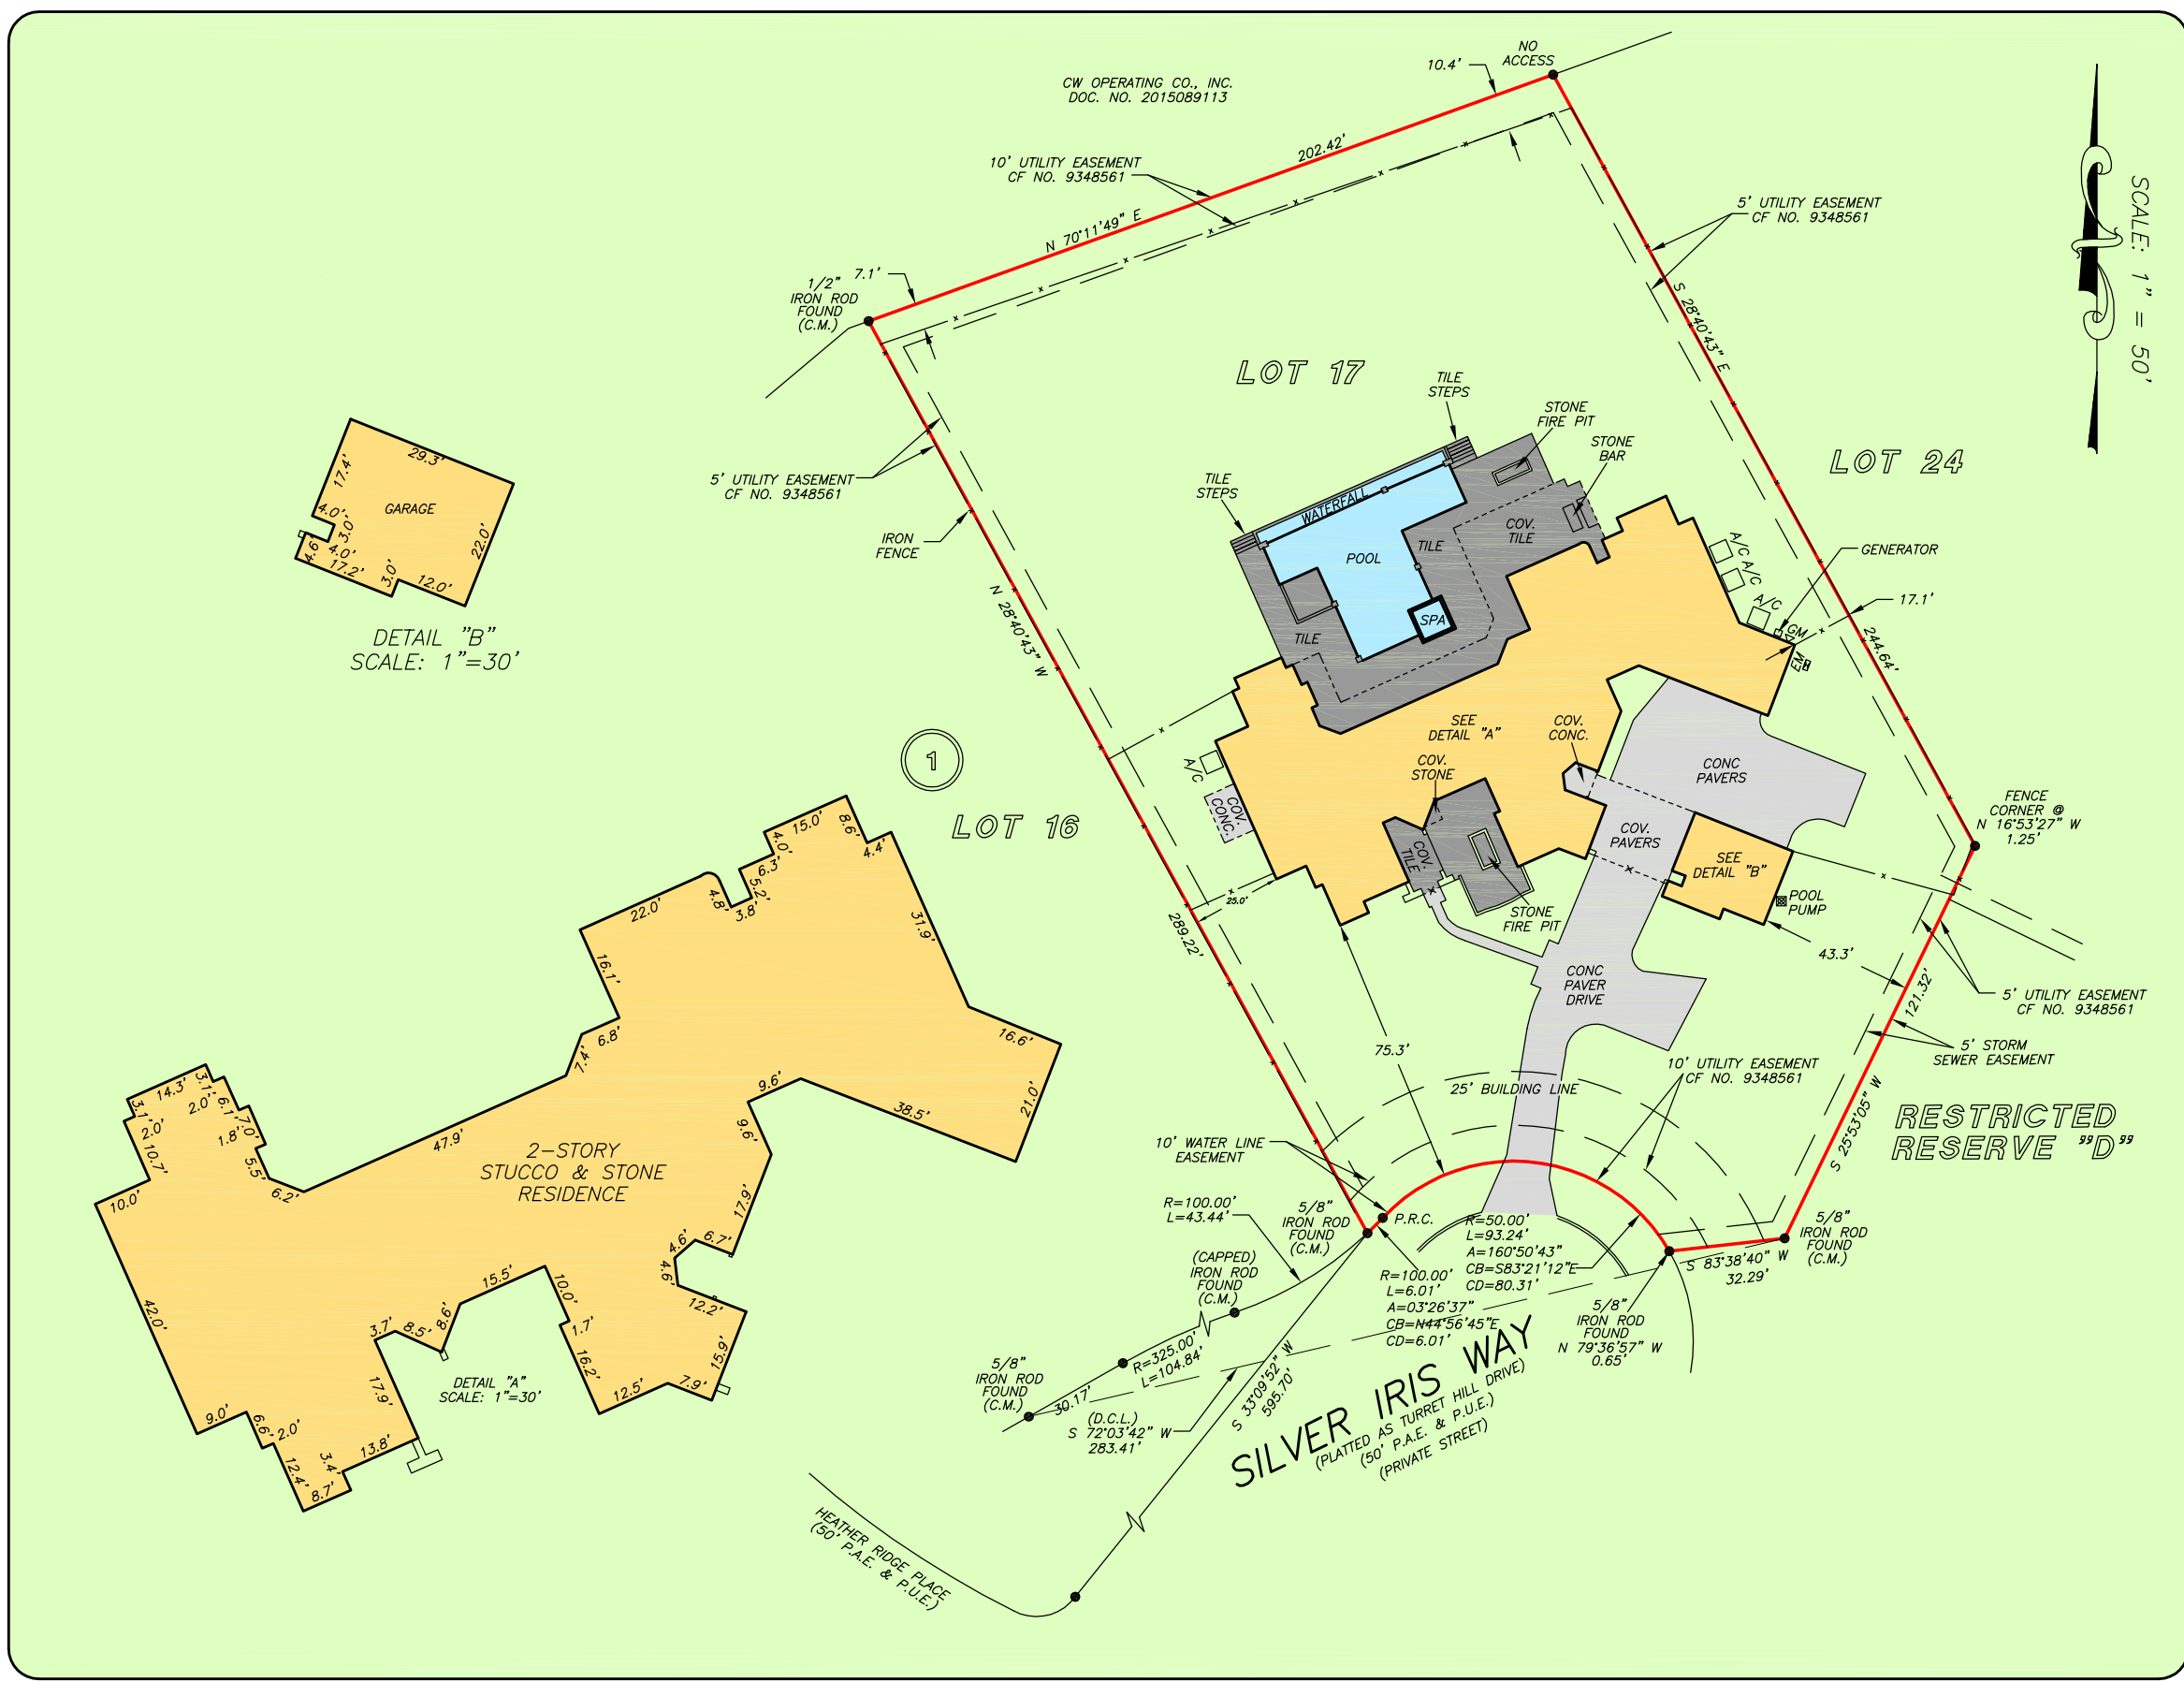 NO
ACCESS
10.4'
CW OPERATING CO., INC.
DOC. NO. 2015089113
202.42'
10' UTILITY EASEMENT
CF NO. 9348561
N 70°11'49" E
SCALE: 1" = 50'
5' UTILITY EASEMENT
CF NO. 9348561
7.1'
1/2"
IRON ROD
FOUND
(C.M.)
S 28°40'43" E
LOT 17
TILE
STEPS
STONE
FIRE PIT
STONE
BAR
LOT 24
5' UTILITY EASEMENT
CF NO. 9348561
TILE
STEPS
IRON
FENCE
WATERFALL
POOL
TILE
COV.
TILE
SPA
TILE
A/C
A/C
A/C
GENERATOR
GM
EM
17.1'
244.64'
N 28°40'43" W
29.3'
17.4'
GARAGE
4.0'
3.0'
4.0'
4.6'
17.2'
3.0'
12.0'
22.0'
DETAIL "B"
SCALE: 1"=30'
1
LOT 16
SEE
DETAIL "A"
COV.
CONC.
COV.
STONE
A/C
COV.
CONC.
COV.
TILE
STONE
FIRE PIT
CONC
PAVERS
COV.
PAVERS
SEE
DETAIL "B"
POOL
PUMP
FENCE
CORNER @
N 16°53'27" W
1.25'
25.0'
289.22'
43.3'
CONC
PAVER
DRIVE
121.32'
5' UTILITY EASEMENT
CF NO. 9348561
5' STORM
SEWER EASEMENT
75.3'
10' UTILITY EASEMENT
CF NO. 9348561
25' BUILDING LINE
S 25°53'05" W
RESTRICTED
RESERVE "D"
10' WATER LINE
EASEMENT
15.0'
8.6'
4.4'
4.0'
6.3'
5.2'
3.8'
4.8'
22.0'
31.9'
16.1'
6.8'
7.4'
16.6'
21.0'
38.5'
9.6'
9.6'
47.9'
14.3'
3.1'
2.0'
6.1'
7.0'
1.8'
5.5'
6.2'
3.1'
2.0'
10.7'
10.0'
2-STORY
STUCCO & STONE
RESIDENCE
17.9'
6.7'
4.6'
4.6'
12.2'
15.9'
7.9'
12.5'
16.2'
1.7'
10.0'
15.5'
8.6'
8.5'
3.7'
17.9'
13.8'
3.4'
8.7'
12.4'
2.0'
6.6'
9.0'
42.0'
DETAIL "A"
SCALE: 1"=30'
R=100.00'
L=43.44'
5/8"
IRON ROD
FOUND
(C.M.)
P.R.C.
R=50.00'
L=93.24'
A=160°50'43"
CB=S83°21'12"E
CD=80.31'
5/8"
IRON ROD
FOUND
(C.M.)
S 83°38'40" W
32.29'
(CAPPED)
IRON ROD
FOUND
(C.M.)
R=100.00'
L=6.01'
A=03°26'37"
CB=N44°56'45"E
CD=6.01'
5/8"
IRON ROD
FOUND
N 79°36'57" W
0.65'
R=325.00'
L=104.84'
5/8"
IRON ROD
FOUND
(C.M.)
30.17'
(D.C.L.)
S 72°03'42" W
283.41'
S 33°09'52" W
595.70'
SILVER IRIS WAY
(PLATTED AS TURRET HILL DRIVE)
(50' P.A.E. & P.U.E.)
(PRIVATE STREET)
HEATHER RIDGE PLACE
(50' P.A.E. & P.U.E.)